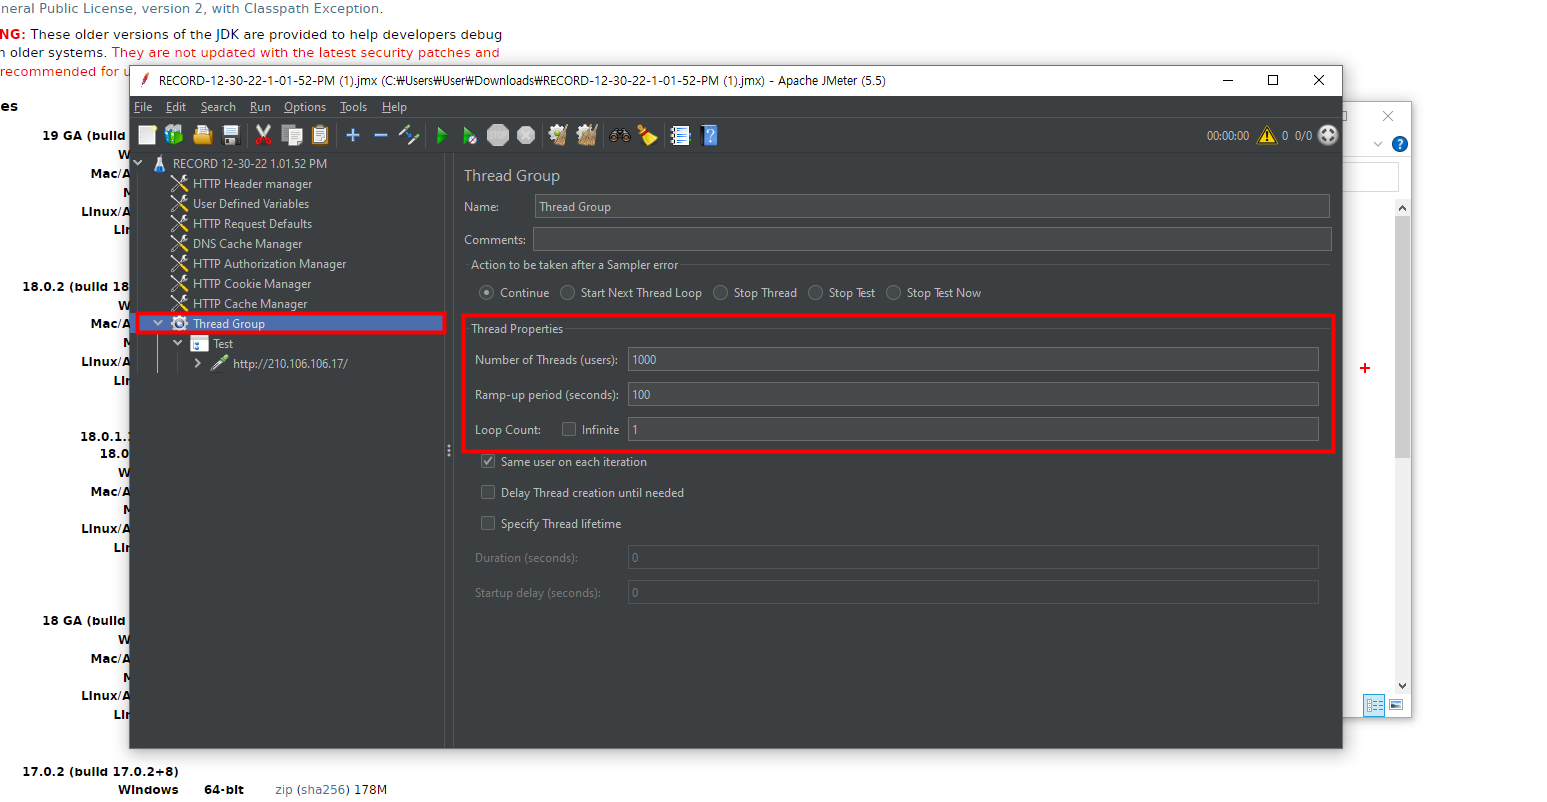 neral Public License, version 2, with Classpath Exception.
NG: These older versions of the JDK are provided to help developers debug
n older systems. They are not updated with the latest security patches and
recommended for u
es
19 GA (build
W
Mac/A
M
Linux/A
Lin
18.0.2 (build 18
W
Mac/A
M
Linux/A
Lin
18.0.1.1
18.0
W
Mac/A
M
Linux/A
Lin
18 GA (build
W
Mac/A
M
Linux/A
Lin
17.0.2 (build 17.0.2+8)
Windows 64-bit zip (sha256) 178M
RECORD-12-30-22-1-01-52-PM (1).jmx (C:₩Users₩User₩Downloads₩RECORD-12-30-22-1-01-52-PM (1).jmx) - Apache JMeter (5.5)
File Edit Search Run Options Tools Help
STOP
00:00:00 0 0/0
RECORD 12-30-22 1.01.52 PM
HTTP Header manager
User Defined Variables
HTTP Request Defaults
DNS Cache Manager
HTTP Authorization Manager
HTTP Cookie Manager
HTTP Cache Manager
Thread Group
Test
http://210.106.106.17/
Thread Group
Name: Thread Group
Comments:
Action to be taken after a Sampler error
Continue Start Next Thread Loop Stop Thread Stop Test Stop Test Now
Thread Properties
Number of Threads (users): 1000
Ramp-up period (seconds): 100
Loop Count: Infinite 1
Same user on each iteration
Delay Thread creation until needed
Specify Thread lifetime
Duration (seconds): 0
Startup delay (seconds): 0